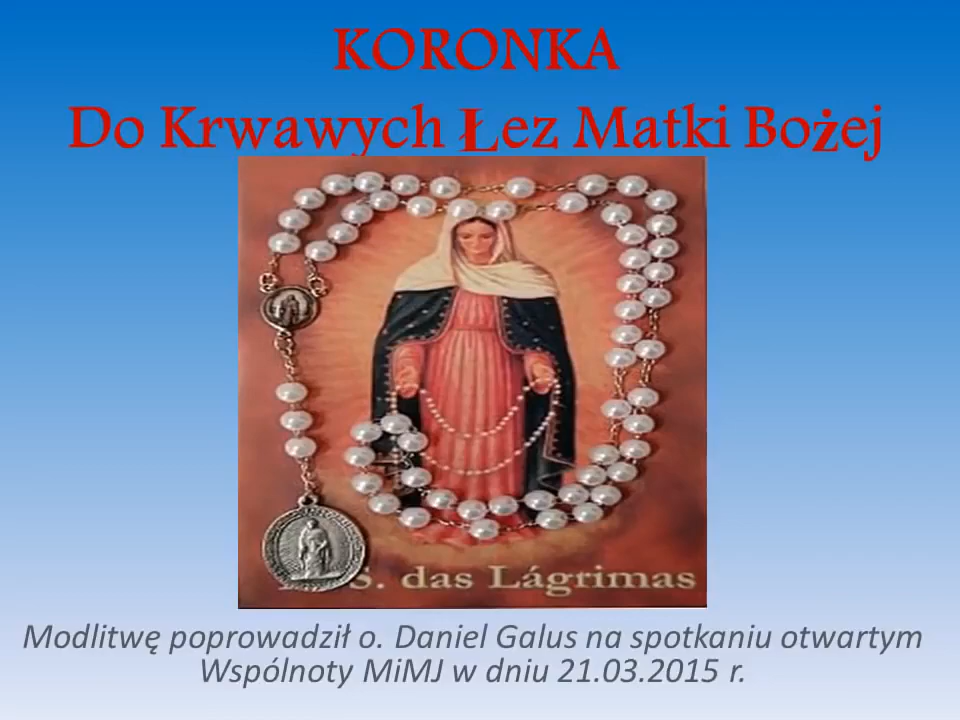 KORONKA
Do Krwawych Łez Matki Bożej
S. das Lágrimas
Modlitwę poprowadził o. Daniel Galus na spotkaniu otwartym
Wspólnoty MiMJ w dniu 21.03.2015 r.